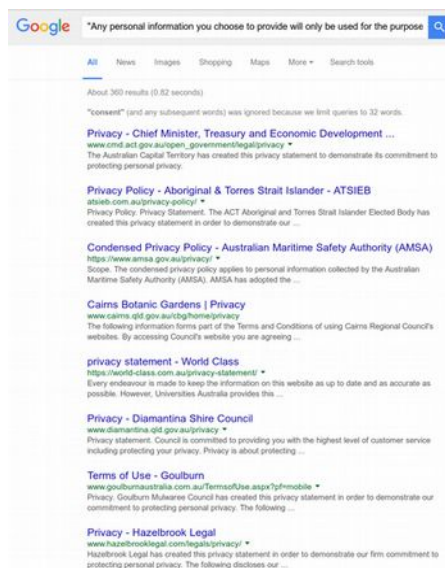 Google "Any personal information you choose to provide will only be used for the purpose
All News Images Shopping Maps More Search tools
About 360 results (0.82 seconds)
"consent" (and any subsequent words) was ignored because we limit queries to 32 words.
Privacy - Chief Minister, Treasury and Economic Development ...
www.cmd.act.gov.au/open_government/legal/privacy
The Australian Capital Territory has created this privacy statement to demonstrate its commitment to
protecting personal privacy.
Privacy Policy - Aboriginal & Torres Strait Islander - ATSIEB
atsieb.com.au/privacy-policy/
Privacy Policy. Privacy Statement. The ACT Aboriginal and Torres Strait Islander Elected Body has
created this privacy statement in order to demonstrate our ...
Condensed Privacy Policy - Australian Maritime Safety Authority (AMSA)
https://www.amsa.gov.au/privacy/
Scope. The condensed privacy policy applies to personal information collected by the Australian
Maritime Safety Authority (AMSA). AMSA has adopted the ...
Cairns Botanic Gardens | Privacy
www.cairns.qld.gov.au/cbg/home/privacy
The following information forms part of the Terms and Conditions of using Cairns Regional Council's
websites. By accessing Council's website you are agreeing ...
privacy statement - World Class
https://world-class.com.au/privacy-statement/
Every endeavour is made to keep the information on this website as up to date and as accurate as
possible. However, Universities Australia provides this ...
Privacy - Diamantina Shire Council
www.diamantina.qld.gov.au/privacy
Privacy statement. Council is committed to providing you with the highest level of customer service
including protecting your privacy. Privacy is about protecting ...
Terms of Use - Goulburn
www.goulburnaustralia.com.au/TermsofUse.aspx?pf=mobile
Privacy. Goulburn Mulwaree Council has created this privacy statement in order to demonstrate our
commitment to protecting personal privacy. The following ...
Privacy - Hazelbrook Legal
www.hazelbrooklegal.com/legals/privacy/
Hazelbrook Legal has created this privacy statement in order to demonstrate our firm commitment to
protecting personal privacy. The following discloses our ...